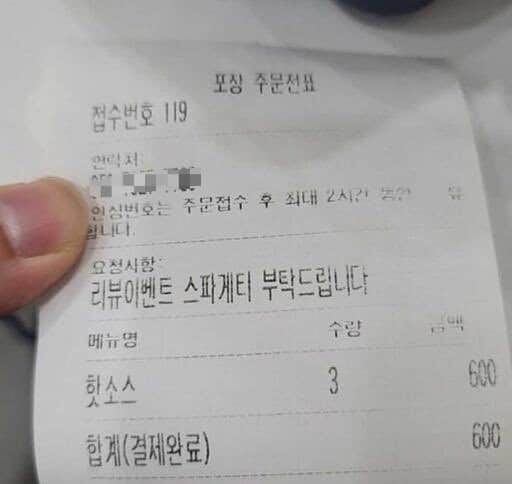 포장 주문전표
접수번호 119
연락처:
안심번호는 주문접수 후 최대 2시간 동안 유
입니다.
요청사항:
리뷰이벤트 스파게티 부탁드립니다
메뉴명 수량 금액
핫소스 3 600
합계(결제완료) 600